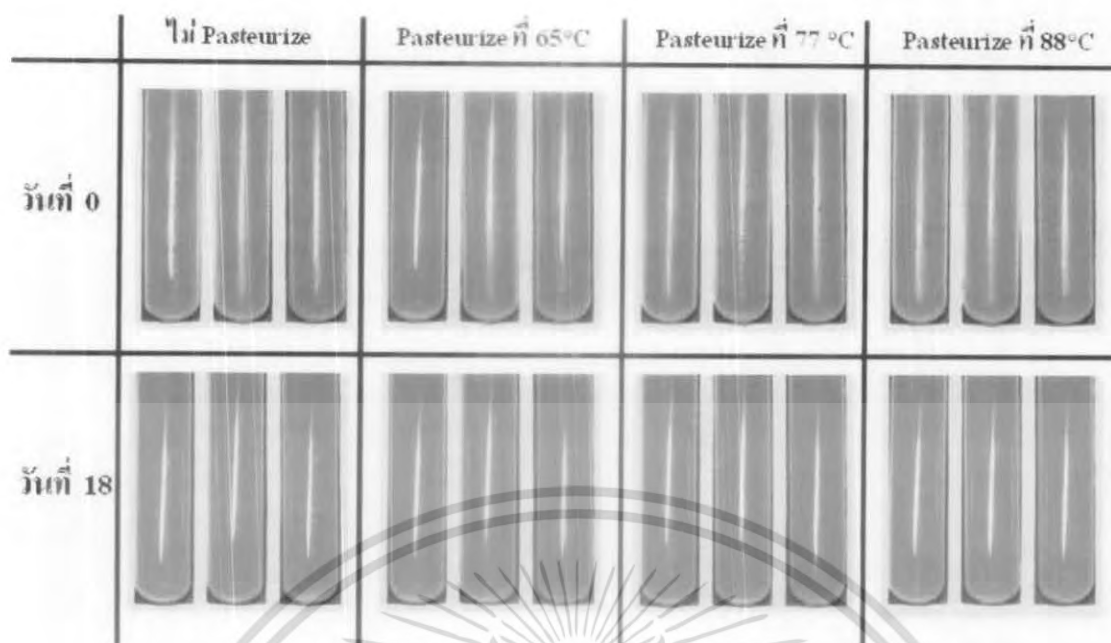 ไม่ Pasteurize
Pasteurize ที่ 65°C
Pasteurize ที่ 77 °C
Pasteurize ที่ 88°C
วันที่ 0
วันที่ 18